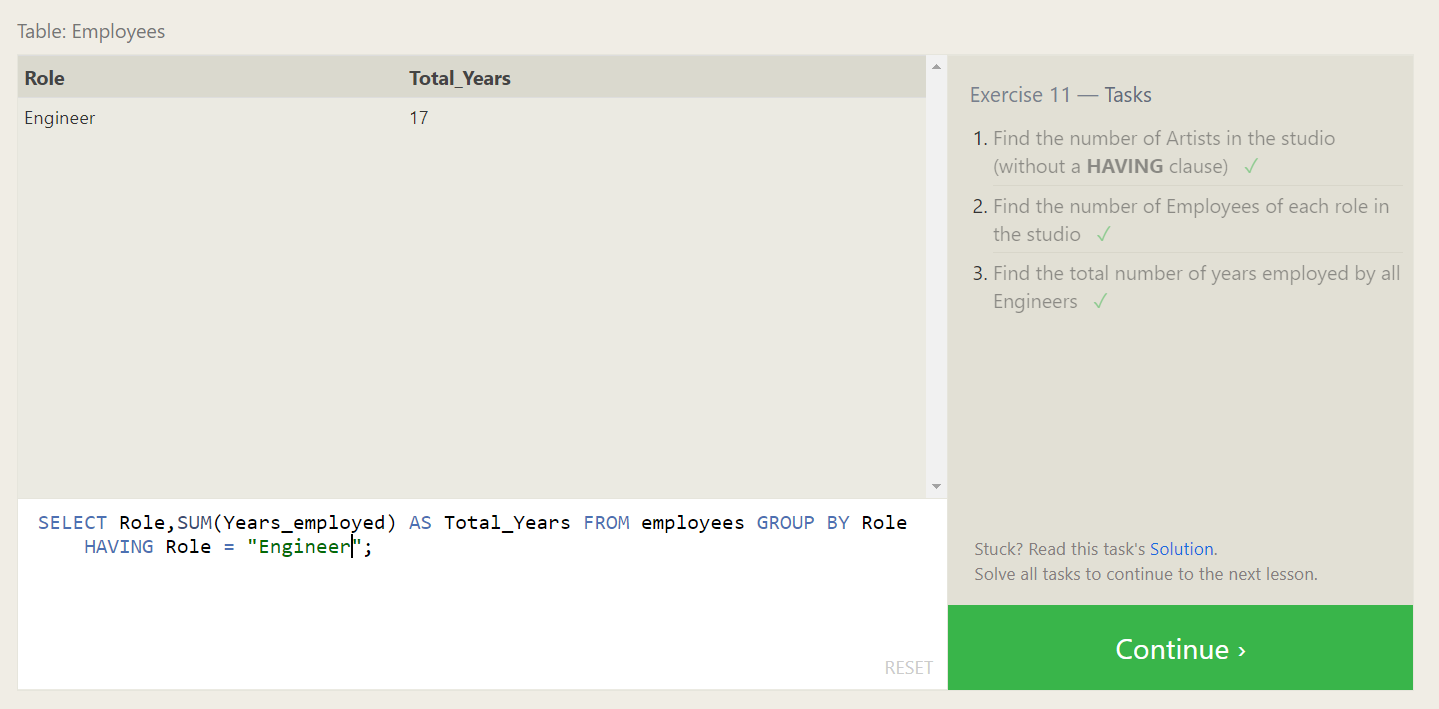 Table: Employees
Role Total_Years
Engineer 17
SELECT Role,SUM(Years_employed) AS Total_Years FROM employees GROUP BY Role
HAVING Role = "Engineer";
RESET
Exercise 11 — Tasks
1. Find the number of Artists in the studio
(without a HAVING clause) ✓
2. Find the number of Employees of each role in
the studio ✓
3. Find the total number of years employed by all
Engineers ✓
Stuck? Read this task's Solution.
Solve all tasks to continue to the next lesson.
Continue ›